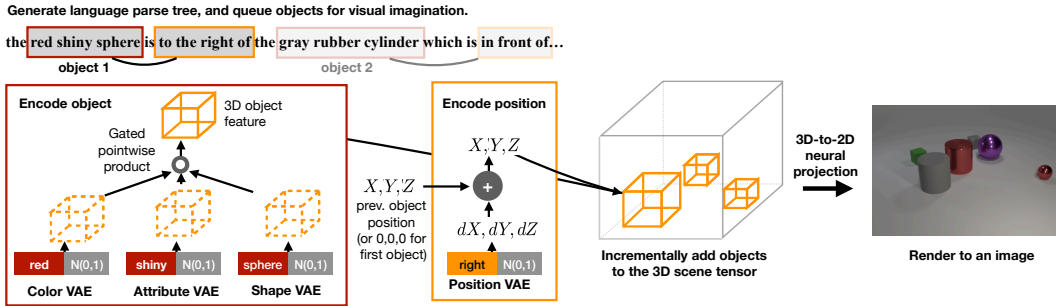 Generate language parse tree, and queue objects for visual imagination.
the red shiny sphere is to the right of the gray rubber cylinder which is in front of...
object 1
object 2
Encode object
3D object
feature
Gated
pointwise
product
red N(0,1)
shiny N(0,1)
sphere N(0,1)
Color VAE
Attribute VAE
Shape VAE
Encode position
X,Y,Z
X,Y,Z
prev. object
position
(or 0,0,0 for
first object)
+
dX, dY, dZ
right N(0,1)
Position VAE
Incrementally add objects
to the 3D scene tensor
3D-to-2D
neural
projection
Render to an image